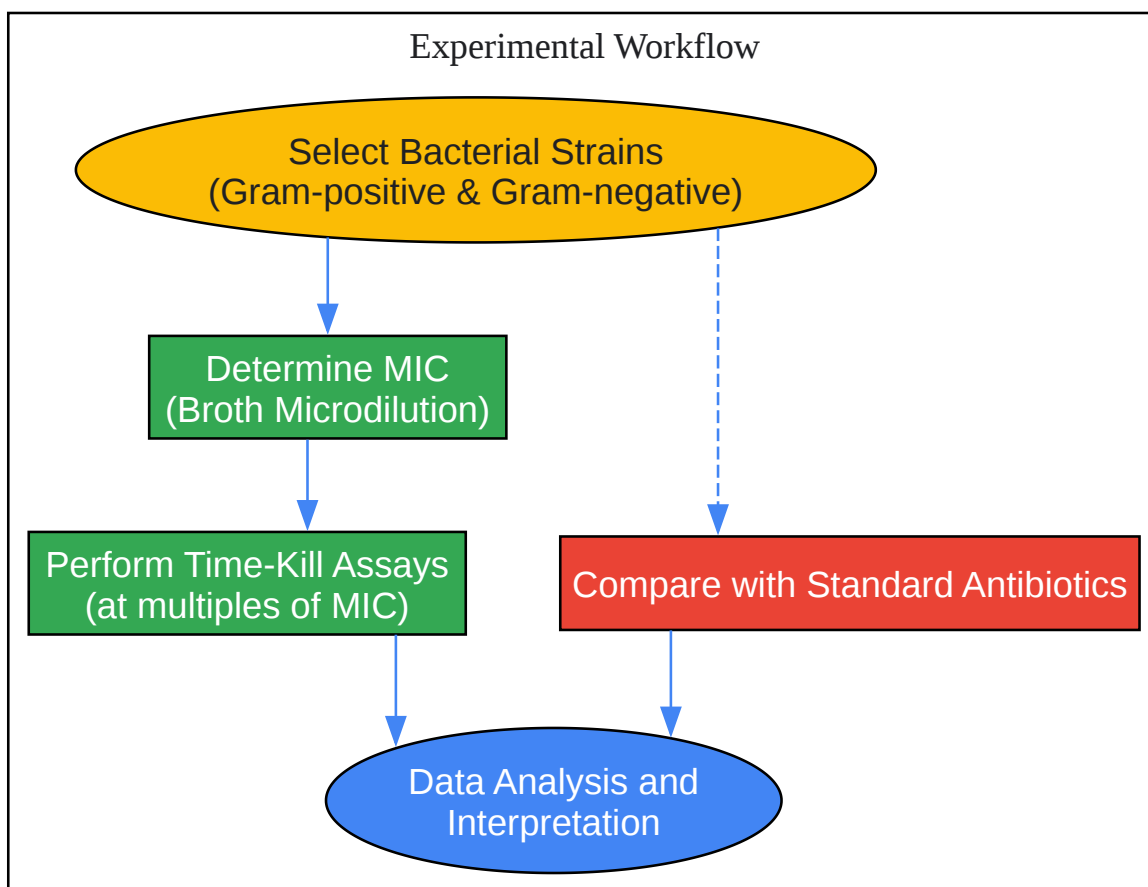 Experimental Workflow
Select Bacterial Strains
(Gram-positive & Gram-negative)
Determine MIC
(Broth Microdilution)
Perform Time-Kill Assays
(at multiples of MIC)
Compare with Standard Antibiotics
Data Analysis and
Interpretation